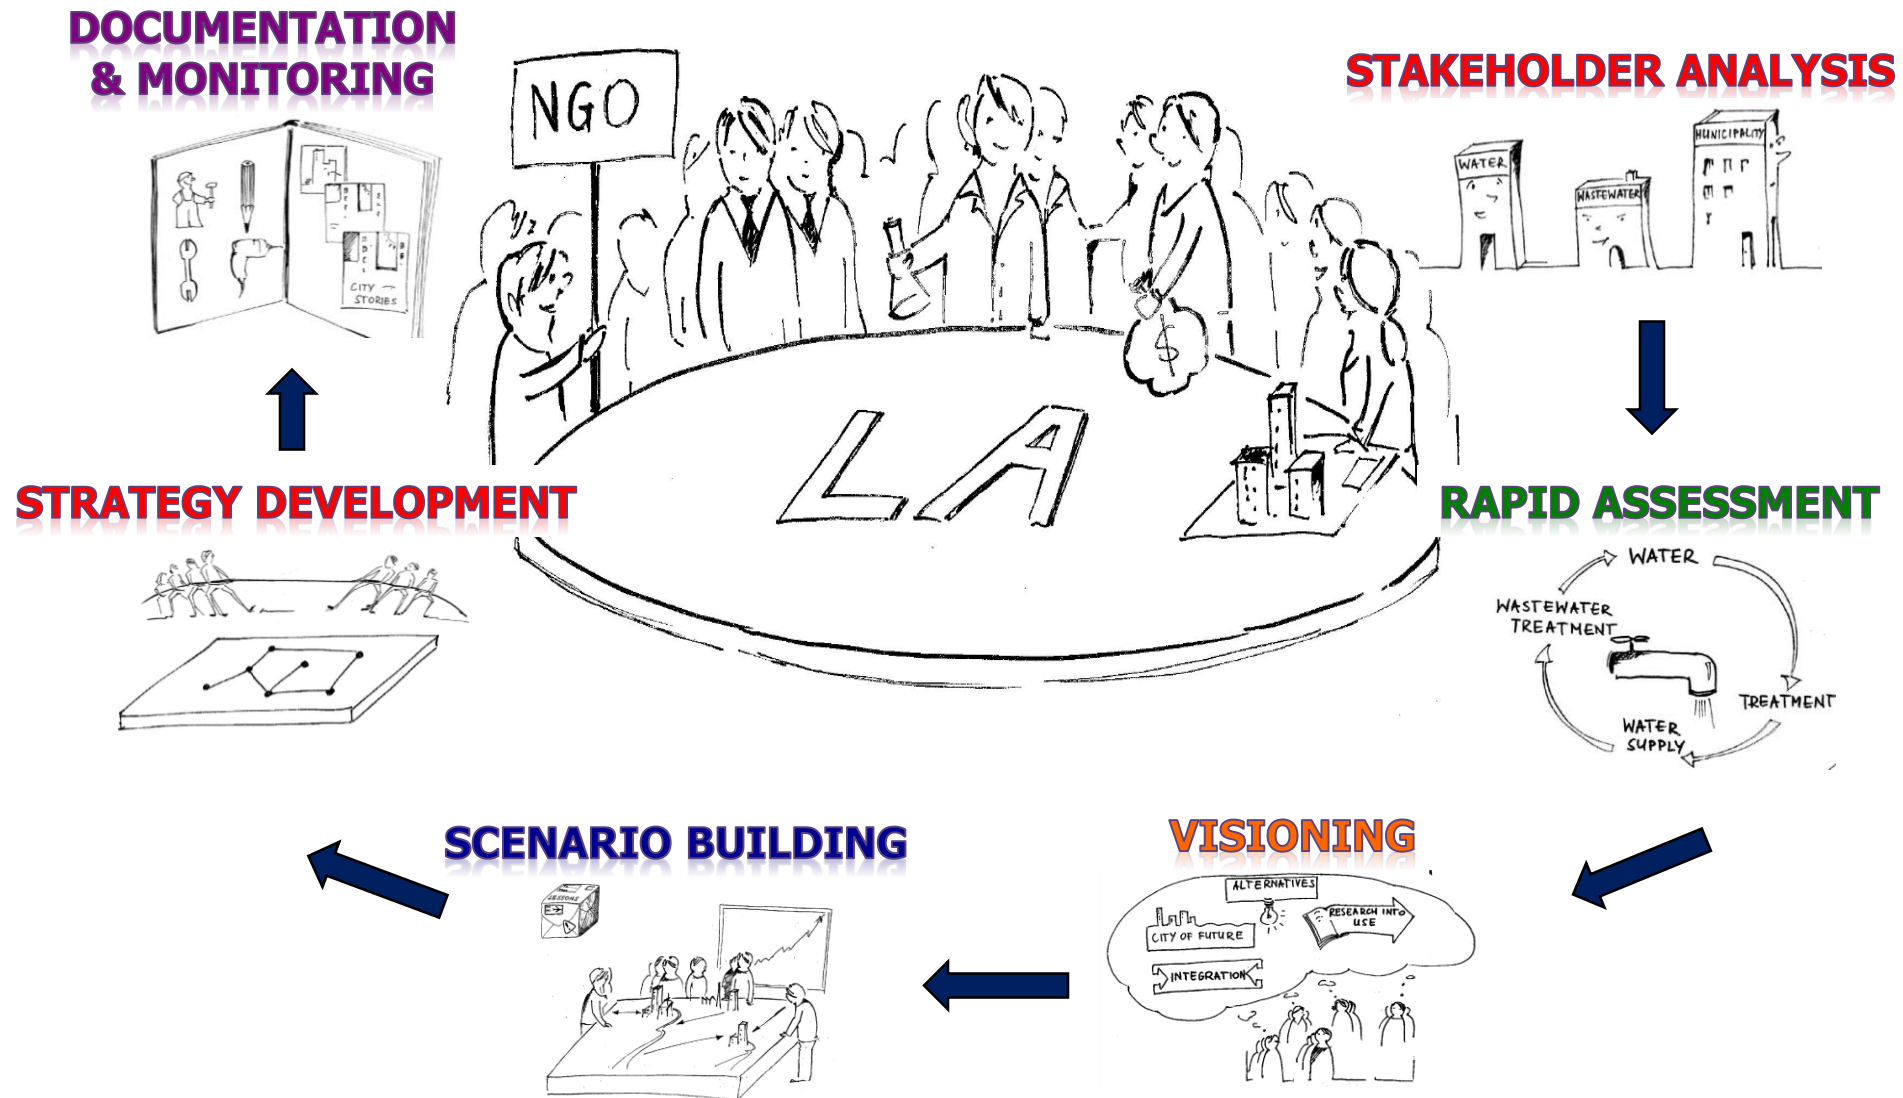 DOCUMENTATION
& MONITORING
CITY
STORIES
NGO
LA
$
STAKEHOLDER ANALYSIS
WATER
WASTEWATER
MUNICIPALITY
STRATEGY DEVELOPMENT
RAPID ASSESSMENT
WATER
WASTEWATER
TREATMENT
TREATMENT
WATER
SUPPLY
SCENARIO BUILDING
LESSONS
VISIONING
ALTERNATIVES
CITY OF FUTURE
RESEARCH INTO
USE
INTEGRATION